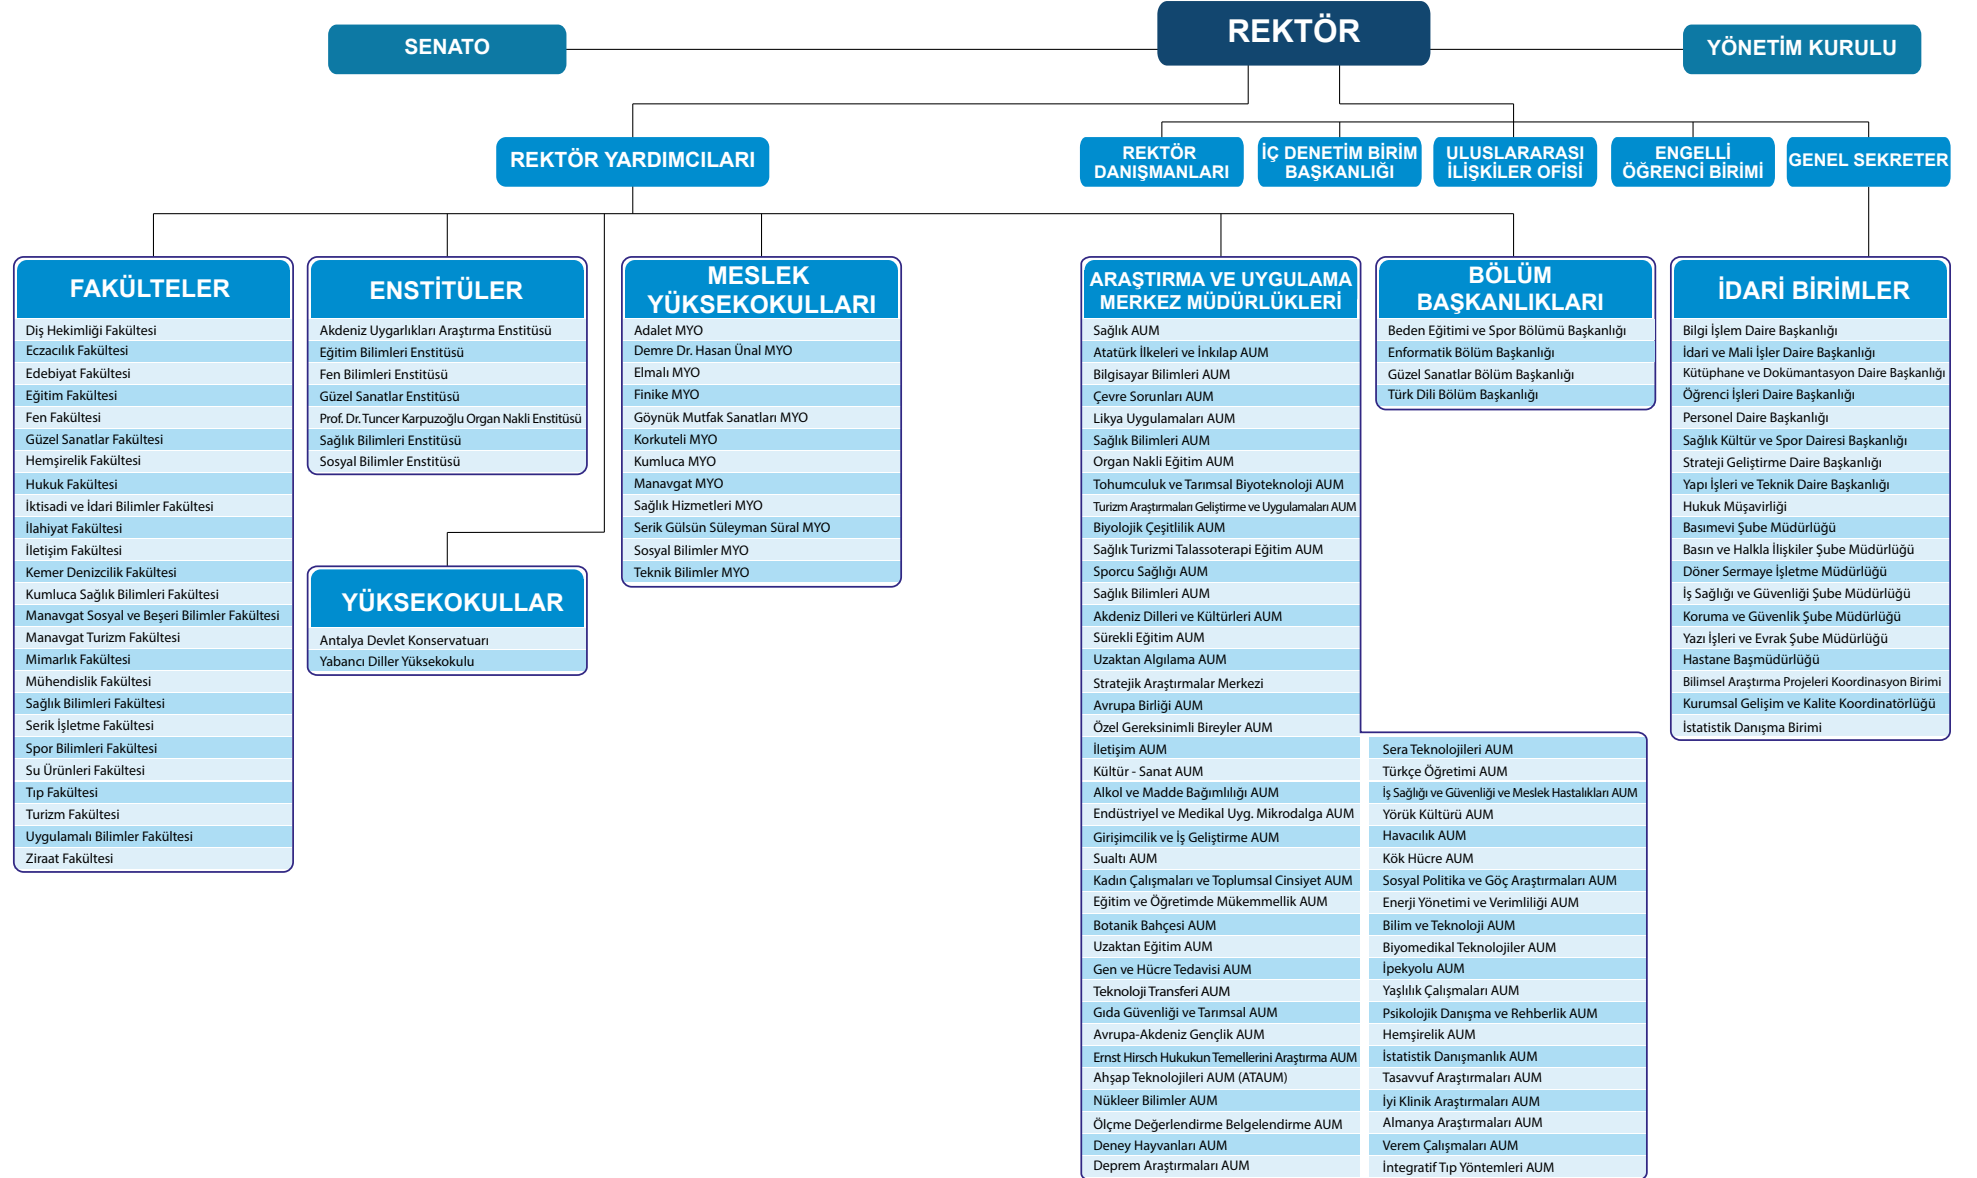 REKTÖR
SENATO
YÖNETİM KURULU
REKTÖR YARDIMCILARI
REKTÖR
DANIŞMANLARI
İÇ DENETİM BİRİM
BAŞKANLIĞI
ULUSLARARASI
İLİŞKİLER OFİSİ
ENGELLİ
ÖĞRENCİ BİRİMİ
GENEL SEKRETER
FAKÜLTELER
Diş Hekimliği Fakültesi
Eczacılık Fakültesi
Edebiyat Fakültesi
Eğitim Fakültesi
Fen Fakültesi
Güzel Sanatlar Fakültesi
Hemşirelik Fakültesi
Hukuk Fakültesi
İktisadi ve İdari Bilimler Fakültesi
İlahiyat Fakültesi
İletişim Fakültesi
Kemer Denizcilik Fakültesi
Kumluca Sağlık Bilimleri Fakültesi
Manavgat Sosyal ve Beşeri Bilimler Fakültesi
Manavgat Turizm Fakültesi
Mimarlık Fakültesi
Mühendislik Fakültesi
Sağlık Bilimleri Fakültesi
Serik İşletme Fakültesi
Spor Bilimleri Fakültesi
Su Ürünleri Fakültesi
Tıp Fakültesi
Turizm Fakültesi
Uygulamalı Bilimler Fakültesi
Ziraat Fakültesi
ENSTİTÜLER
Akdeniz Uygarlıkları Araştırma Enstitüsü
Eğitim Bilimleri Enstitüsü
Fen Bilimleri Enstitüsü
Güzel Sanatlar Enstitüsü
Prof. Dr. Tuncer Karpuzoğlu Organ Nakli Enstitüsü
Sağlık Bilimleri Enstitüsü
Sosyal Bilimler Enstitüsü
YÜKSEKOKULLAR
Antalya Devlet Konservatuarı
Yabancı Diller Yüksekokulu
MESLEK
YÜKSEKOKULLARI
Adalet MYO
Demre Dr. Hasan Ünal MYO
Elmalı MYO
Finike MYO
Göynük Mutfak Sanatları MYO
Korkuteli MYO
Kumluca MYO
Manavgat MYO
Sağlık Hizmetleri MYO
Serik Gülsün Süleyman Süral MYO
Sosyal Bilimler MYO
Teknik Bilimler MYO
ARAŞTIRMA VE UYGULAMA
MERKEZ MÜDÜRLÜKLERİ
Sağlık AUM
Atatürk İlkeleri ve İnkılap AUM
Bilgisayar Bilimleri AUM
Çevre Sorunları AUM
Likya Uygulamaları AUM
Sağlık Bilimleri AUM
Organ Nakli Eğitim AUM
Tohumculuk ve Tarımsal Biyoteknoloji AUM
Turizm Araştırmaları Geliştirme ve Uygulamaları AUM
Biyolojik Çeşitlilik AUM
Sağlık Turizmi Talassoterapi Eğitim AUM
Sporcu Sağlığı AUM
Sağlık Bilimleri AUM
Akdeniz Dilleri ve Kültürleri AUM
Sürekli Eğitim AUM
Uzaktan Algılama AUM
Stratejik Araştırmalar Merkezi
Avrupa Birliği AUM
Özel Gereksinimli Bireyler AUM
İletişim AUM
Kültür - Sanat AUM
Alkol ve Madde Bağımlılığı AUM
Endüstriyel ve Medikal Uyg. Mikrodalga AUM
Girişimcilik ve İş Geliştirme AUM
Sualtı AUM
Kadın Çalışmaları ve Toplumsal Cinsiyet AUM
Eğitim ve Öğretimde Mükemmellik AUM
Botanik Bahçesi AUM
Uzaktan Eğitim AUM
Gen ve Hücre Tedavisi AUM
Teknoloji Transferi AUM
Gıda Güvenliği ve Tarımsal AUM
Avrupa-Akdeniz Gençlik AUM
Ernst Hirsch Hukukun Temellerini Araştırma AUM
Ahşap Teknolojileri AUM (ATAUM)
Nükleer Bilimler AUM
Ölçme Değerlendirme Belgelendirme AUM
Deney Hayvanları AUM
Deprem Araştırmaları AUM
Sera Teknolojileri AUM
Türkçe Öğretimi AUM
İş Sağlığı ve Güvenliği ve Meslek Hastalıkları AUM
Yörük Kültürü AUM
Havacılık AUM
Kök Hücre AUM
Sosyal Politika ve Göç Araştırmaları AUM
Enerji Yönetimi ve Verimliliği AUM
Bilim ve Teknoloji AUM
Biyomedikal Teknolojiler AUM
İpekyolu AUM
Yaşlılık Çalışmaları AUM
Psikolojik Danışma ve Rehberlik AUM
Hemşirelik AUM
İstatistik Danışmanlık AUM
Tasavvuf Araştırmaları AUM
İyi Klinik Araştırmaları AUM
Almanya Araştırmaları AUM
Verem Çalışmaları AUM
İntegratif Tıp Yöntemleri AUM
BÖLÜM
BAŞKANLIKLARI
Beden Eğitimi ve Spor Bölümü Başkanlığı
Enformatik Bölüm Başkanlığı
Güzel Sanatlar Bölüm Başkanlığı
Türk Dili Bölüm Başkanlığı
İDARİ BİRİMLER
Bilgi İşlem Daire Başkanlığı
İdari ve Mali İşler Daire Başkanlığı
Kütüphane ve Dokümantasyon Daire Başkanlığı
Öğrenci İşleri Daire Başkanlığı
Personel Daire Başkanlığı
Sağlık Kültür ve Spor Dairesi Başkanlığı
Strateji Geliştirme Daire Başkanlığı
Yapı İşleri ve Teknik Daire Başkanlığı
Hukuk Müşavirliği
Basımevi Şube Müdürlüğü
Basın ve Halkla İlişkiler Şube Müdürlüğü
Döner Sermaye İşletme Müdürlüğü
İş Sağlığı ve Güvenliği Şube Müdürlüğü
Koruma ve Güvenlik Şube Müdürlüğü
Yazı İşleri ve Evrak Şube Müdürlüğü
Hastane Başmüdürlüğü
Bilimsel Araştırma Projeleri Koordinasyon Birimi
Kurumsal Gelişim ve Kalite Koordinatörlüğü
İstatistik Danışma Birimi